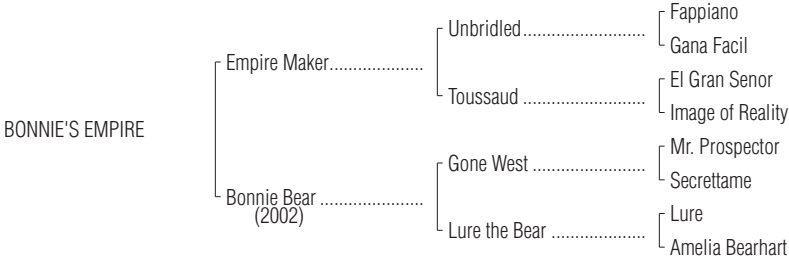 Fappiano
Unbridled..........................
Gana Facil
Empire Maker....................
El Gran Senor
Toussaud ..........................
Image of Reality
BONNIE'S EMPIRE
Mr. Prospector
Gone West ........................
Secrettame
Bonnie Bear ......................
(2002)
Lure
Lure the Bear ....................
Amelia Bearhart